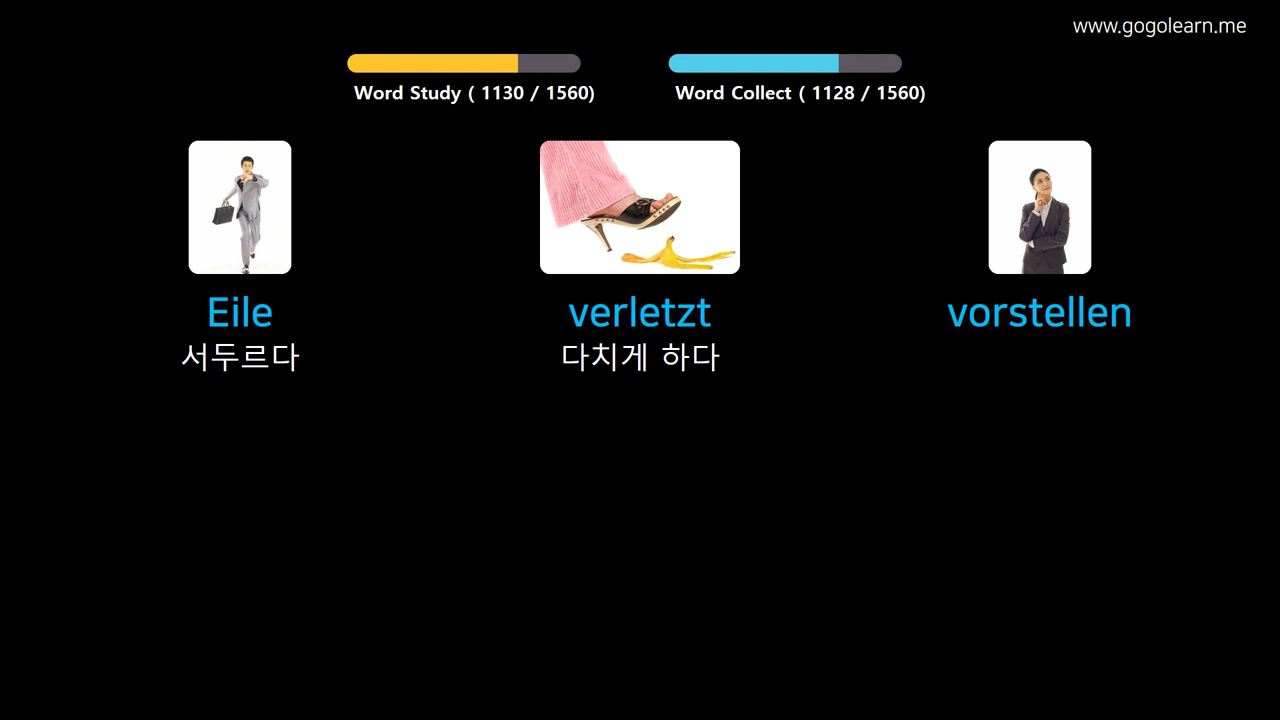 www.gogolearn.me
Word Study ( 1130 / 1560)
Word Collect ( 1128 / 1560)
Eile
verletzt
vorstellen
서두르다
다치게 하다